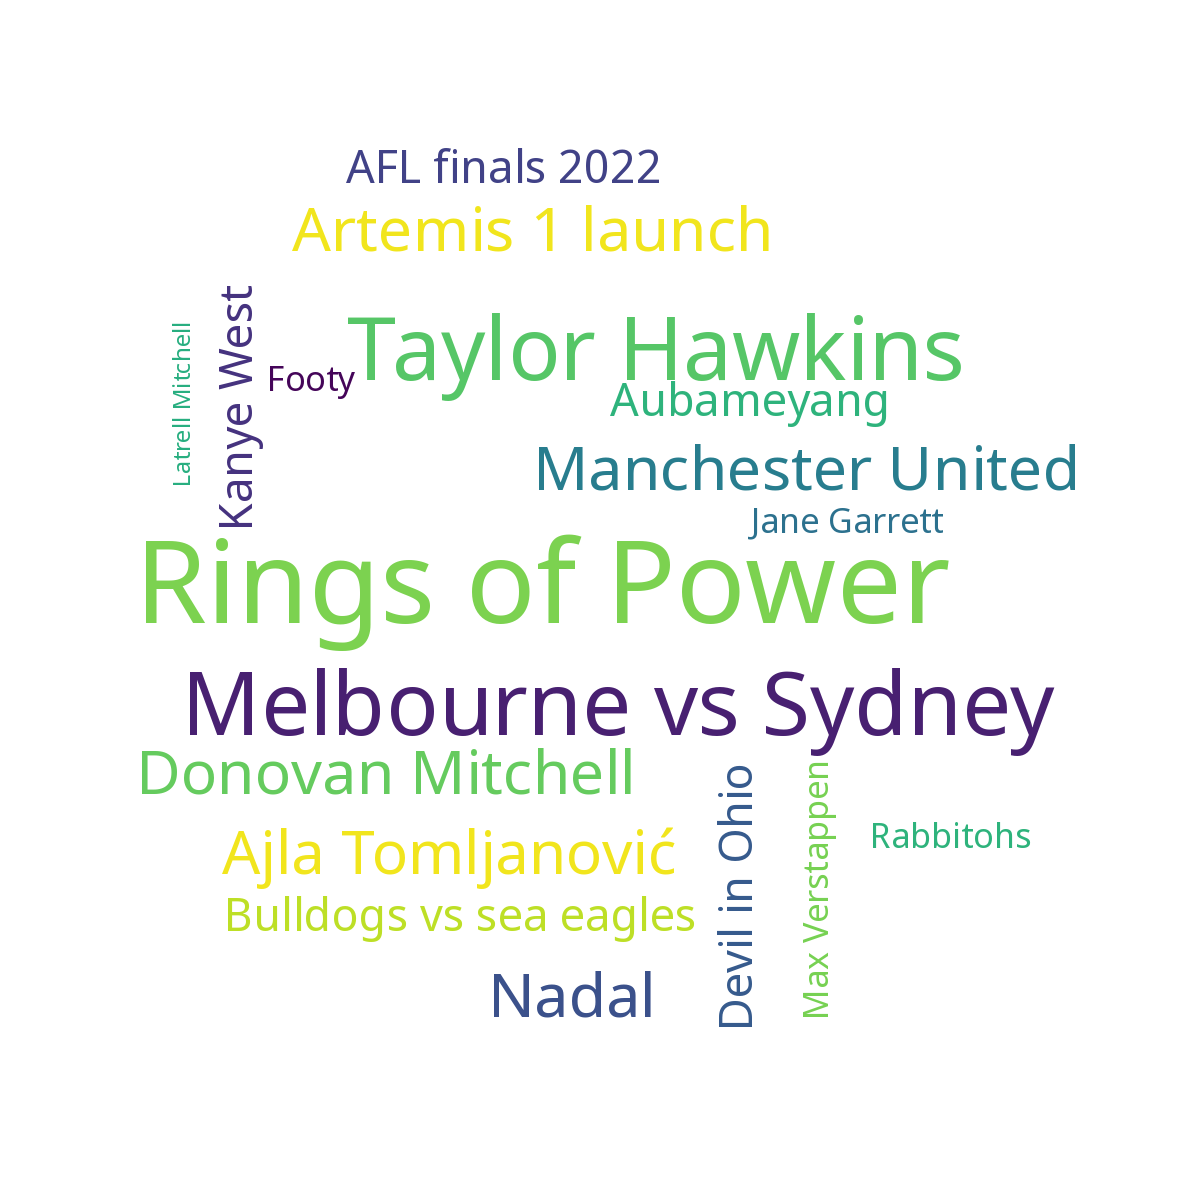 AFL finals 2022
Artemis 1 launch
Taylor Hawkins
Latrell Mitchell
Kanye West
Footy
Aubameyang
Manchester United
Jane Garrett
Rings of Power
Melbourne vs Sydney
Donovan Mitchell
Ajla Tomljanović
Devil in Ohio
Max Verstappen
Rabbitohs
Bulldogs vs sea eagles
Nadal